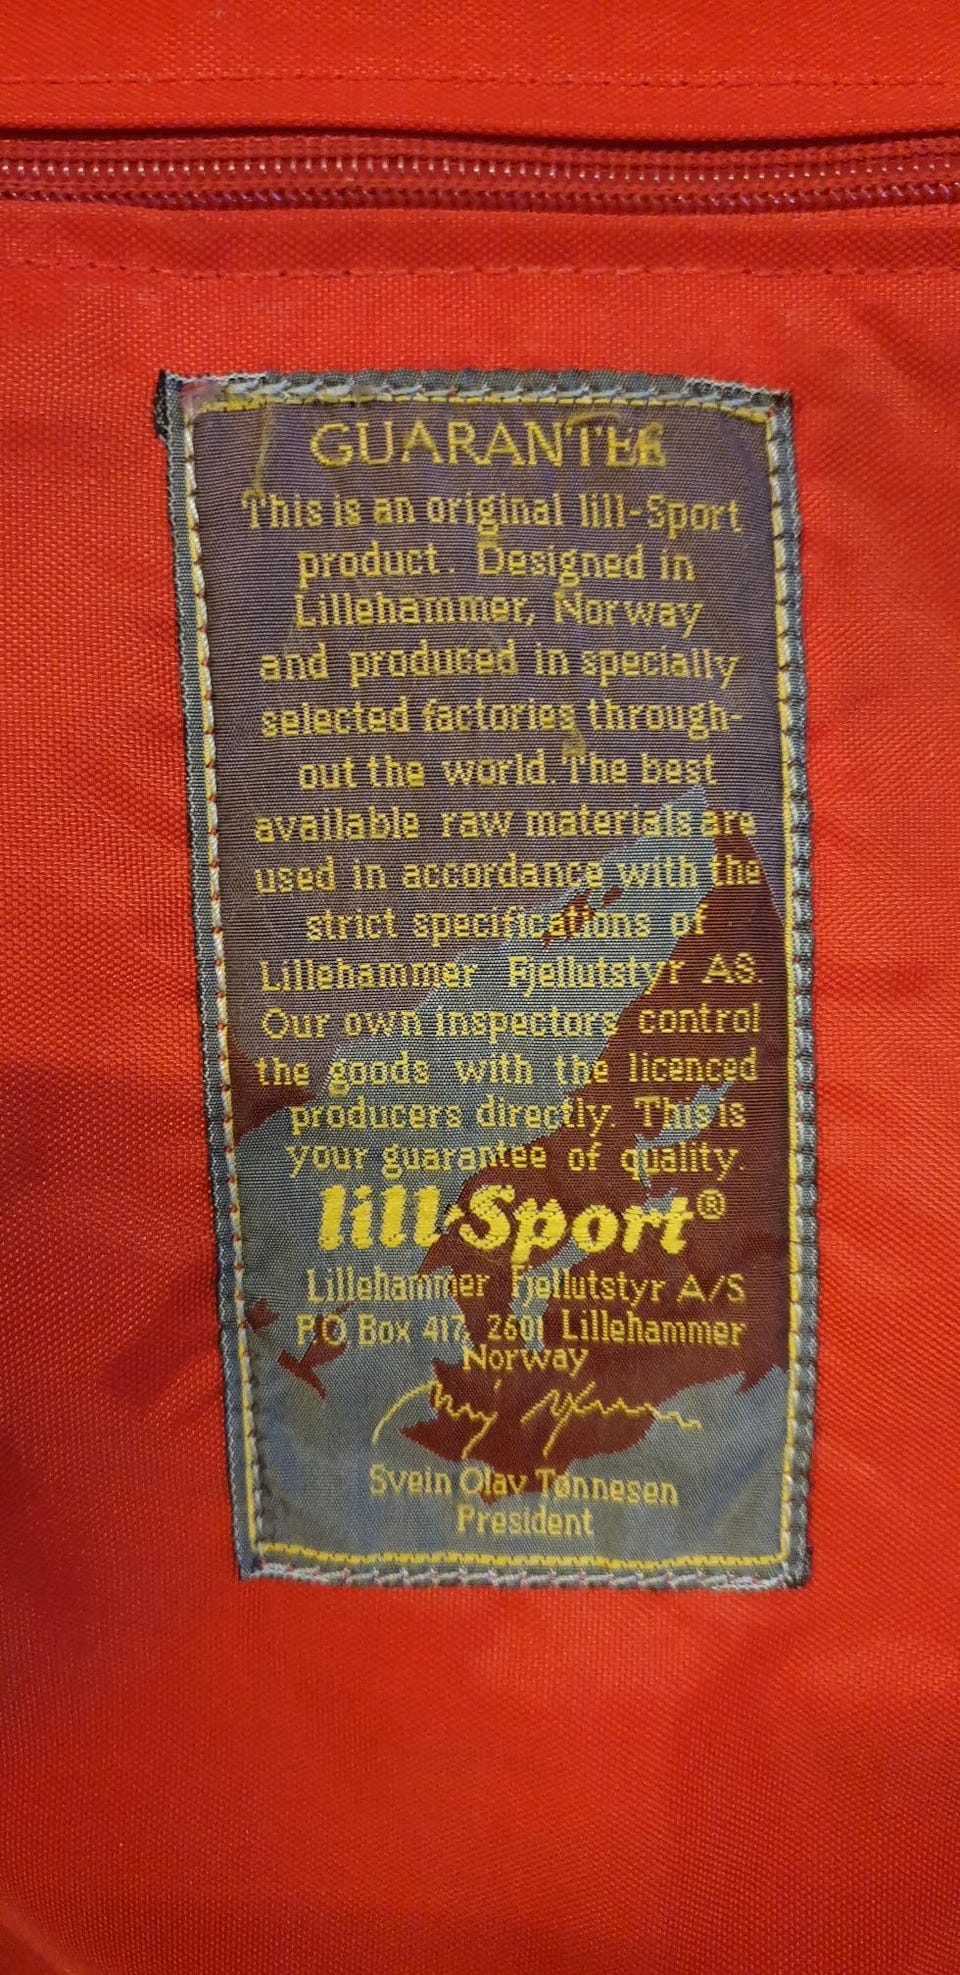 GUARANTEE
This is an original lill-Sport
product. Designed in
Lillehammer, Norway
and produced in specially
selected factories through-
out the world. The best
available raw materials are
used in accordance with the
strict specifications of
Lillehammer Fjellutstyr AS.
Our own inspectors control
the goods with the licenced
producers directly. This is
your guarantee of quality.
lill-Sport®
Lillehammer Fjellutstyr A/S
P.O Box 417, 2601 Lillehammer
Norway
Svein Olav Tønnesen
President